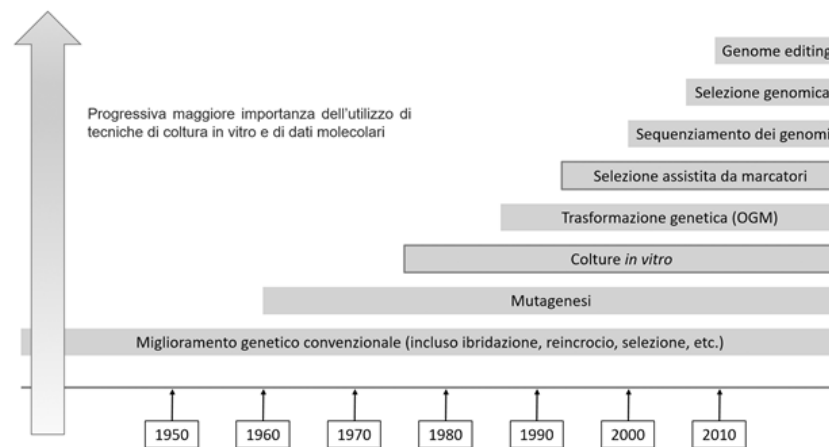 Genome editing
Selezione genomica
Progressiva maggiore importanza dell'utilizzo di
tecniche di coltura in vitro e di dati molecolari
Sequenziamento dei genomi
Selezione assistita da marcatori
Trasformazione genetica (OGM)
Colture in vitro
Mutagenesi
Miglioramento genetico convenzionale (incluso ibridazione, reincrocio, selezione, etc.)
1950 1960 1970 1980 1990 2000 2010